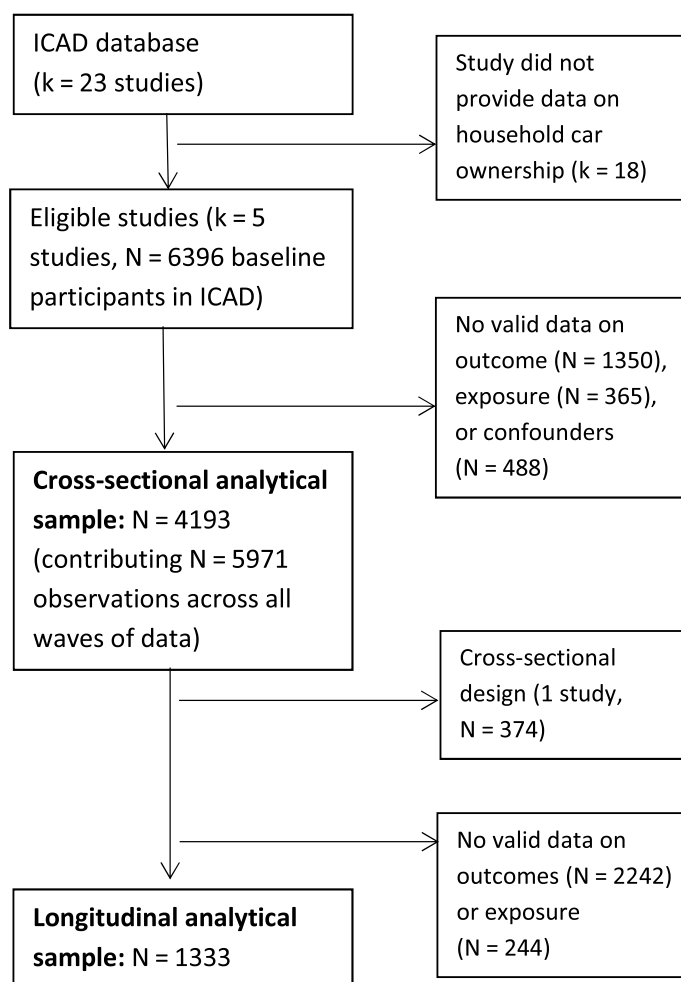 ICAD database
(k = 23 studies)
Study did not
provide data on
household car
ownership (k = 18)
Eligible studies (k = 5
studies, N = 6396 baseline
participants in ICAD)
No valid data on
outcome (N = 1350),
exposure (N = 365),
or confounders
(N = 488)
Cross-sectional analytical
sample: N = 4193
(contributing N = 5971
observations across all
waves of data)
Cross-sectional
design (1 study,
N = 374)
No valid data on
outcomes (N = 2242)
or exposure
(N = 244)
Longitudinal analytical
sample: N = 1333